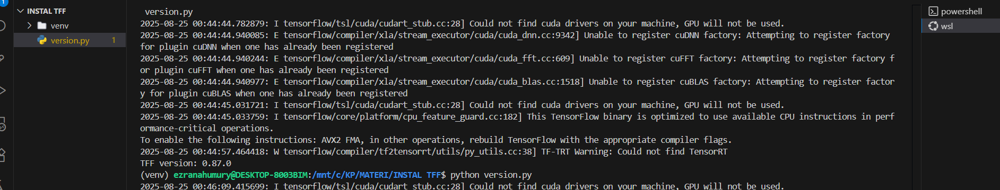 1
INSTAL TFF
venv
version.py 1
version.py
2025-08-25 00:44:44.782879: I tensorflow/tsl/cuda/cudart_stub.cc:28] Could not find cuda drivers on your machine, GPU will not be used.
2025-08-25 00:44:44.940085: E tensorflow/compiler/xla/stream_executor/cuda/cuda_dnn.cc:9342] Unable to register cuDNN factory: Attempting to register factory
for plugin cuDNN when one has already been registered
2025-08-25 00:44:44.940244: E tensorflow/compiler/xla/stream_executor/cuda/cuda_fft.cc:609] Unable to register cuFFT factory: Attempting to register factory f
or plugin cuFFT when one has already been registered
2025-08-25 00:44:44.940977: E tensorflow/compiler/xla/stream_executor/cuda/cuda_blas.cc:1518] Unable to register cuBLAS factory: Attempting to register factor
y for plugin cuBLAS when one has already been registered
2025-08-25 00:44:45.031721: I tensorflow/tsl/cuda/cudart_stub.cc:28] Could not find cuda drivers on your machine, GPU will not be used.
2025-08-25 00:44:45.033759: I tensorflow/core/platform/cpu_feature_guard.cc:182] This TensorFlow binary is optimized to use available CPU instructions in perf
ormance-critical operations.
To enable the following instructions: AVX2 FMA, in other operations, rebuild TensorFlow with the appropriate compiler flags.
2025-08-25 00:44:57.464418: W tensorflow/compiler/tf2tensorrt/utils/py_utils.cc:38] TF-TRT Warning: Could not find TensorRT
TFF version: 0.87.0
(venv) ezranahumury@DESKTOP-8003BIM:/mnt/c/KP/MATERI/INSTAL TFF$ python version.py
2025-08-25 00:46:09.415699: I tensorflow/tsl/cuda/cudart_stub.cc:28] Could not find cuda drivers on your machine, GPU will not be used.
powershell
wsl